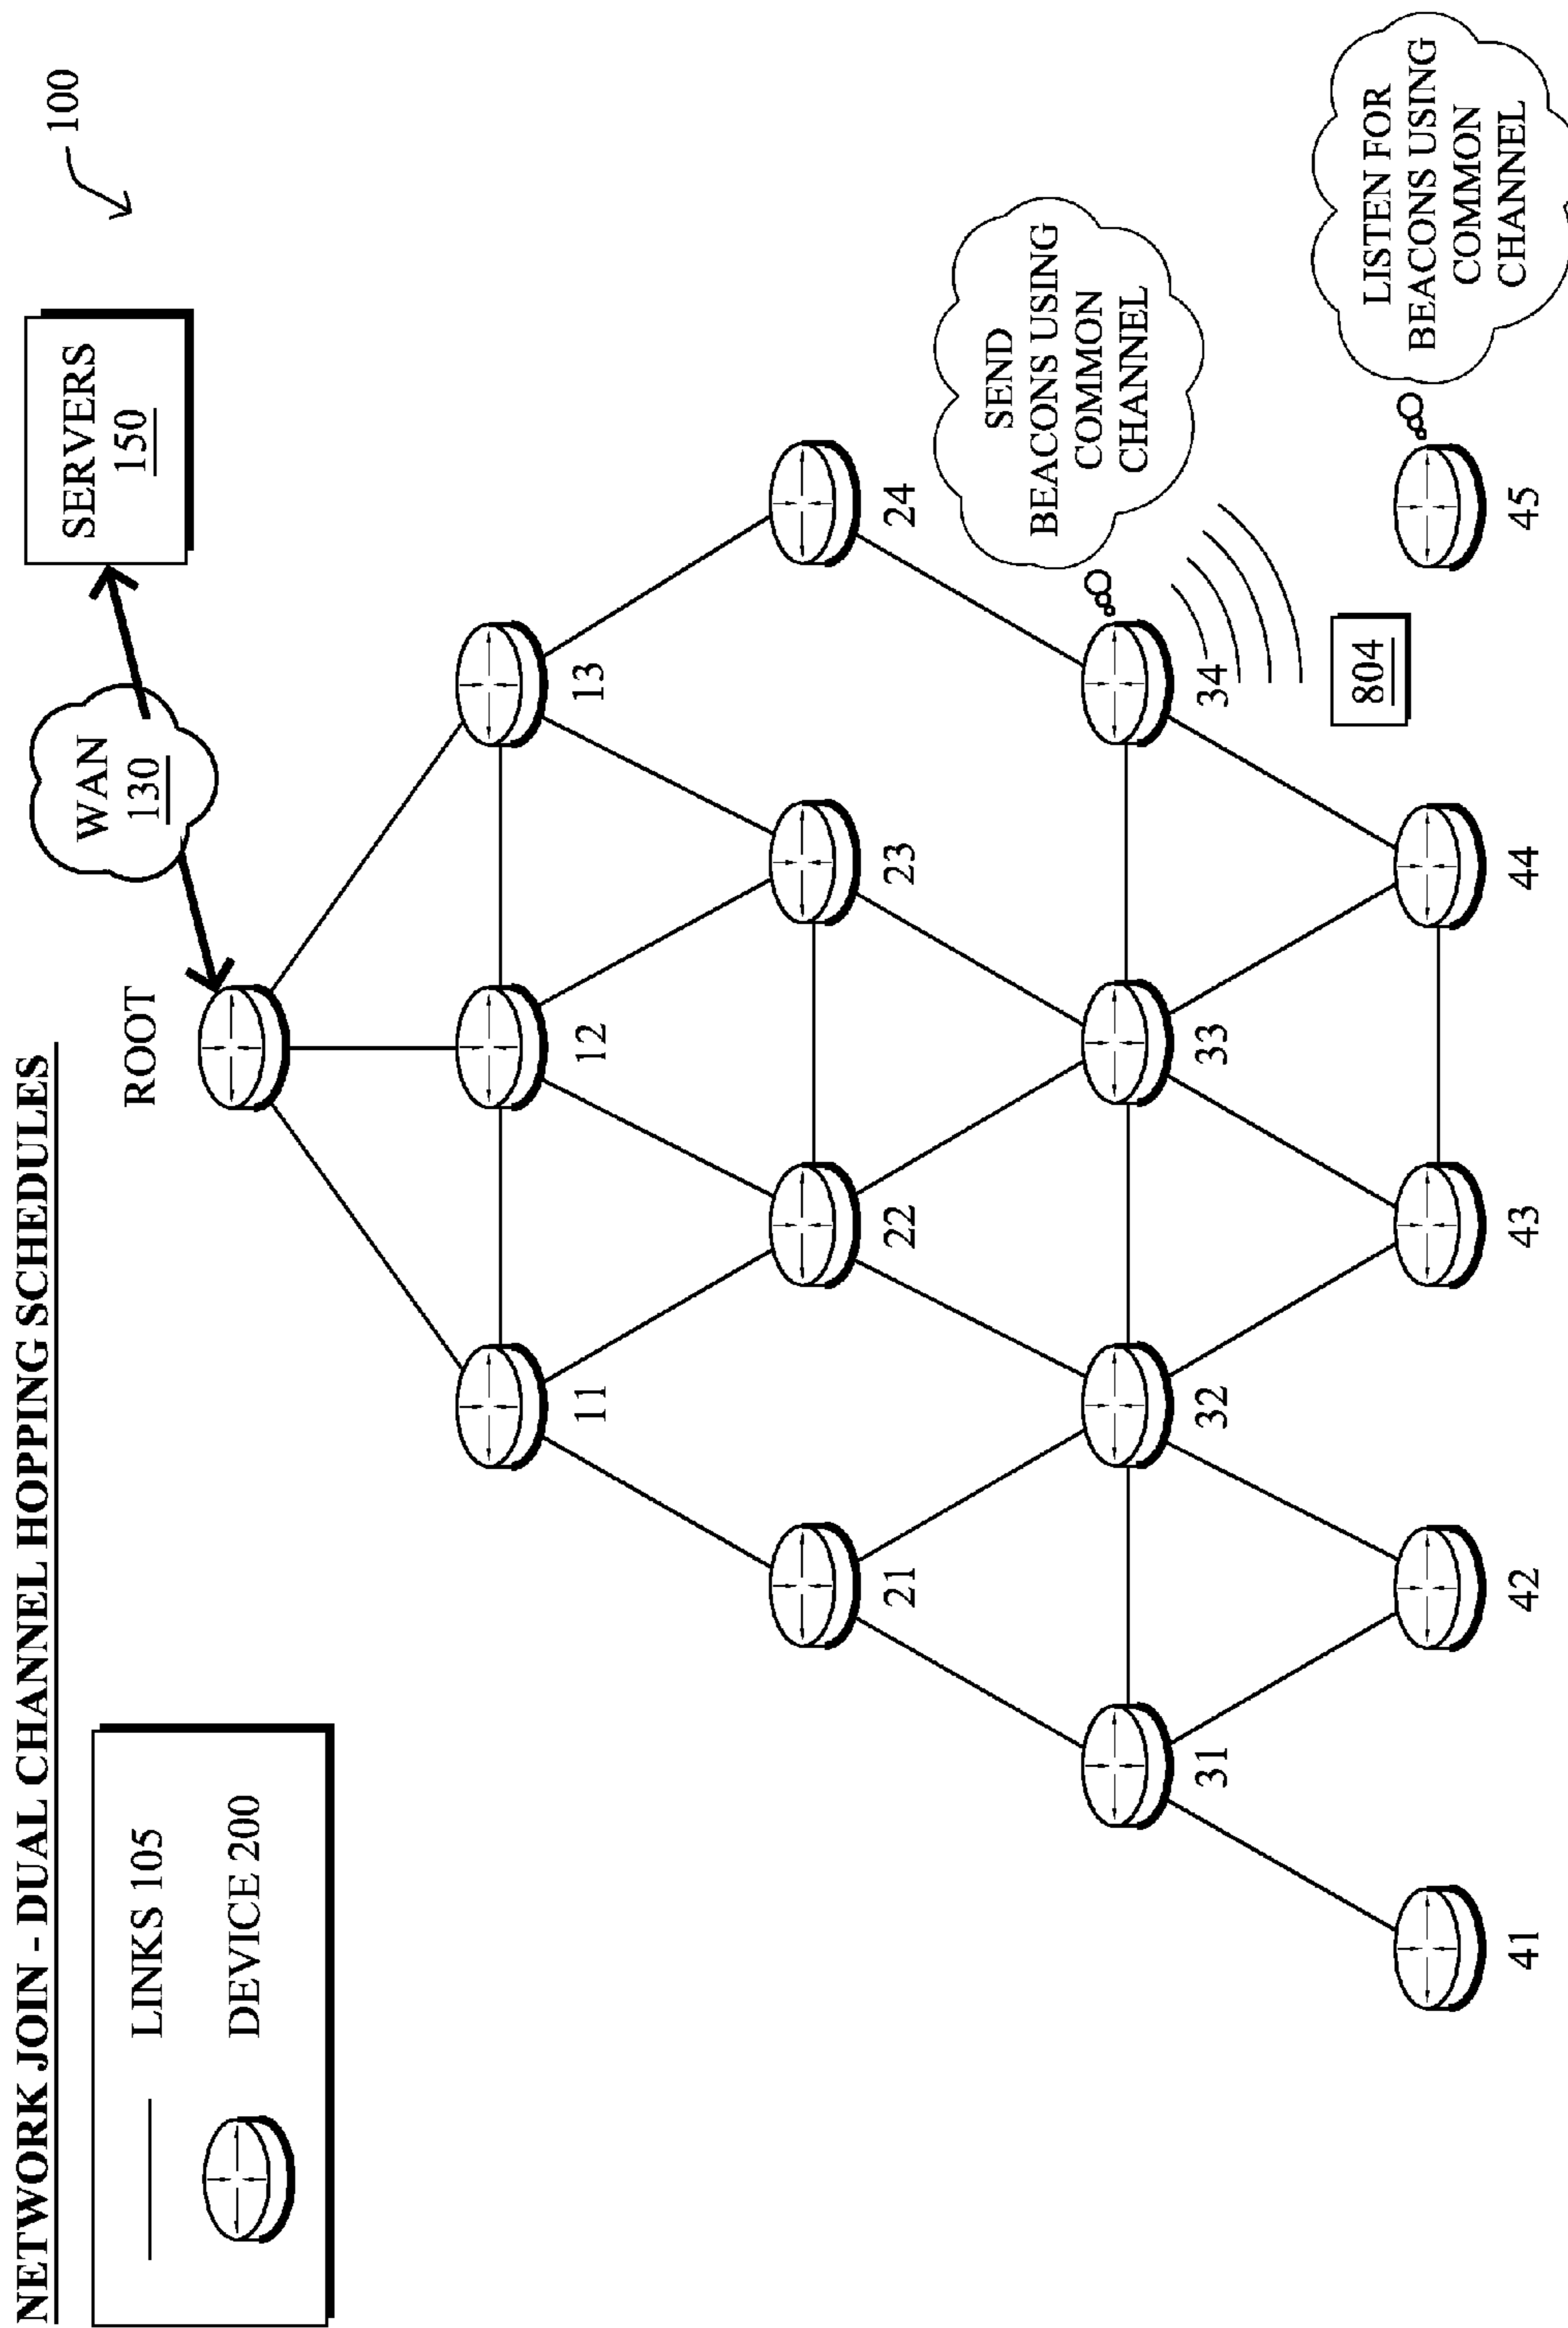 NETWORK JOIN - DUAL CHANNEL HOPPING SCHEDULES
100
LINKS 105
DEVICE 200
WAN
130
SERVERS
150
ROOT
11
12
13
21
22
23
24
SEND
BEACONS USING
COMMON
CHANNEL
31
32
33
34
804
LISTEN FOR
BEACONS USING
COMMON
CHANNEL
41
42
43
44
45